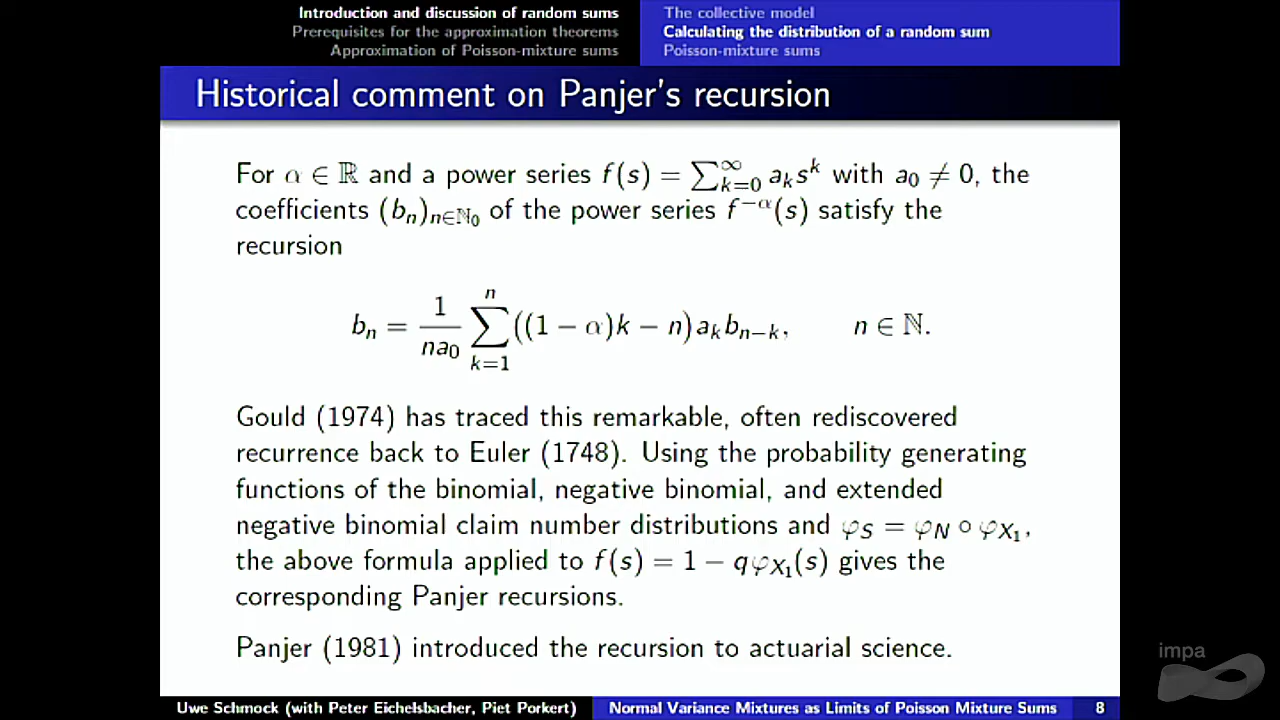 Introduction and discussion of random sums
Prerequisites for the approximation theorems
Approximation of Poisson-mixture sums
The collective model
Calculating the distribution of a random sum
Poisson-mixture sums
Historical comment on Panjer's recursion
For α ∈ ℝ and a power series f(s) = ∑_{k=0}^{∞} a_k s^k with a_0 ≠ 0, the
coefficients (b_n)_{n∈ℕ_0} of the power series f^{−α}(s) satisfy the
recursion
b_n = \frac{1}{na_0} ∑_{k=1}^{n} ((1 − α)k − n) a_k b_{n−k},   n ∈ ℕ.
Gould (1974) has traced this remarkable, often rediscovered
recurrence back to Euler (1748). Using the probability generating
functions of the binomial, negative binomial, and extended
negative binomial claim number distributions and φ_S = φ_N ∘ φ_{X_1},
the above formula applied to f(s) = 1 − qφ_{X_1}(s) gives the
corresponding Panjer recursions.
Panjer (1981) introduced the recursion to actuarial science.
impa
Uwe Schmock (with Peter Eichelsbacher, Piet Porkert)
Normal Variance Mixtures as Limits of Poisson Mixture Sums
8